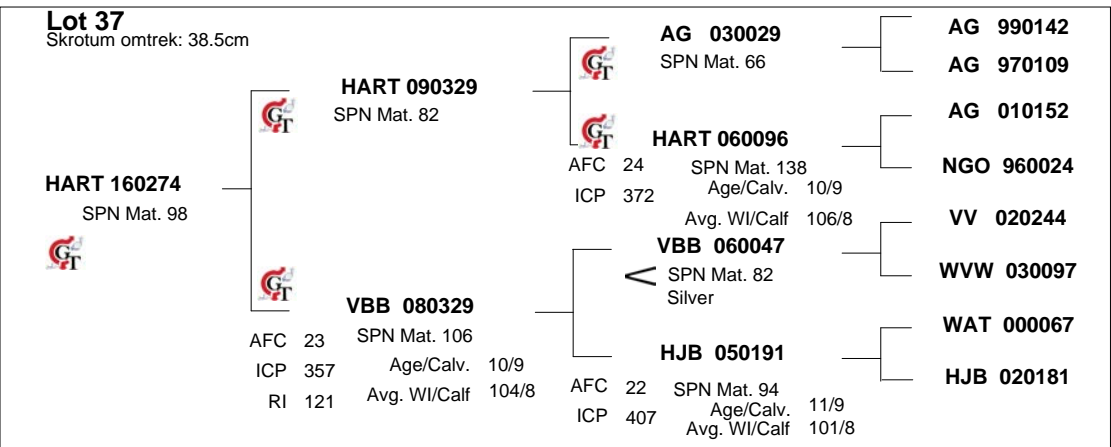 Lot 37
Skrotum omtrek: 38.5cm
HART 160274
SPN Mat. 98
GT
GT
HART 090329
SPN Mat. 82
GT
VBB 080329
AFC 23
SPN Mat. 106
ICP 357
Age/Calv. 10/9
RI 121
Avg. WI/Calf 104/8
GT
AG 030029
SPN Mat. 66
GT
HART 060096
AFC 24
SPN Mat. 138
ICP 372
Age/Calv. 10/9
Avg. WI/Calf 106/8
VBB 060047
SPN Mat. 82
Silver
HJB 050191
AFC 22
SPN Mat. 94
ICP 407
Age/Calv. 11/9
Avg. WI/Calf 101/8
AG 990142
AG 970109
AG 010152
NGO 960024
VV 020244
WVW 030097
WAT 000067
HJB 020181